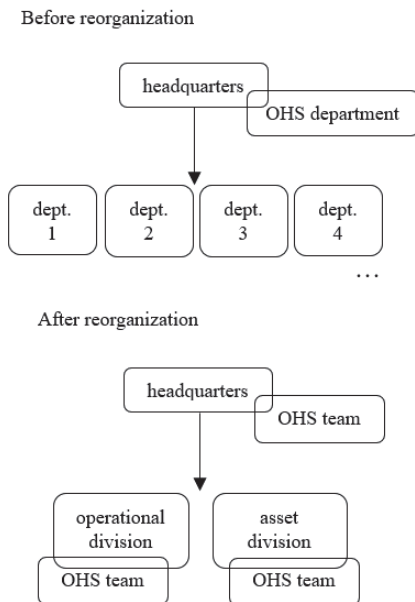 Before reorganization
headquarters
OHS department
dept. dept. dept. dept.
1 2 3 4
...
After reorganization
headquarters
OHS team
operational asset
division division
OHS team OHS team